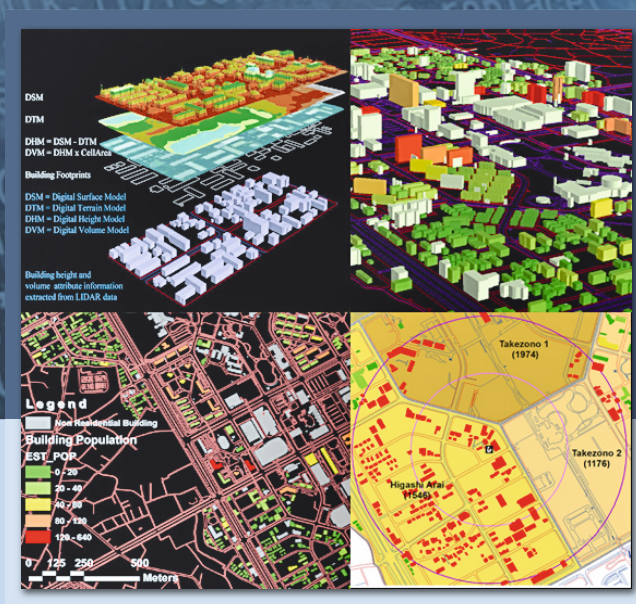 DSM
DTM
DHM = DSM - DTM
DVM = DHM x CellArea
Building Footprints
DSM = Digital Surface Model
DTM = Digital Terrain Model
DHM = Digital Height Model
DVM = Digital Volume Model
Building height and
volume attribute information
extracted from LIDAR data
Legend
Non Residential Building
Building Population
EST_POP
0 - 20
20 - 40
40 - 80
80 - 120
120 - 640
0 125 250 500
Meters
Takezono 1
(1974)
Takezono 2
(1176)
Higashi Arai
(1546)